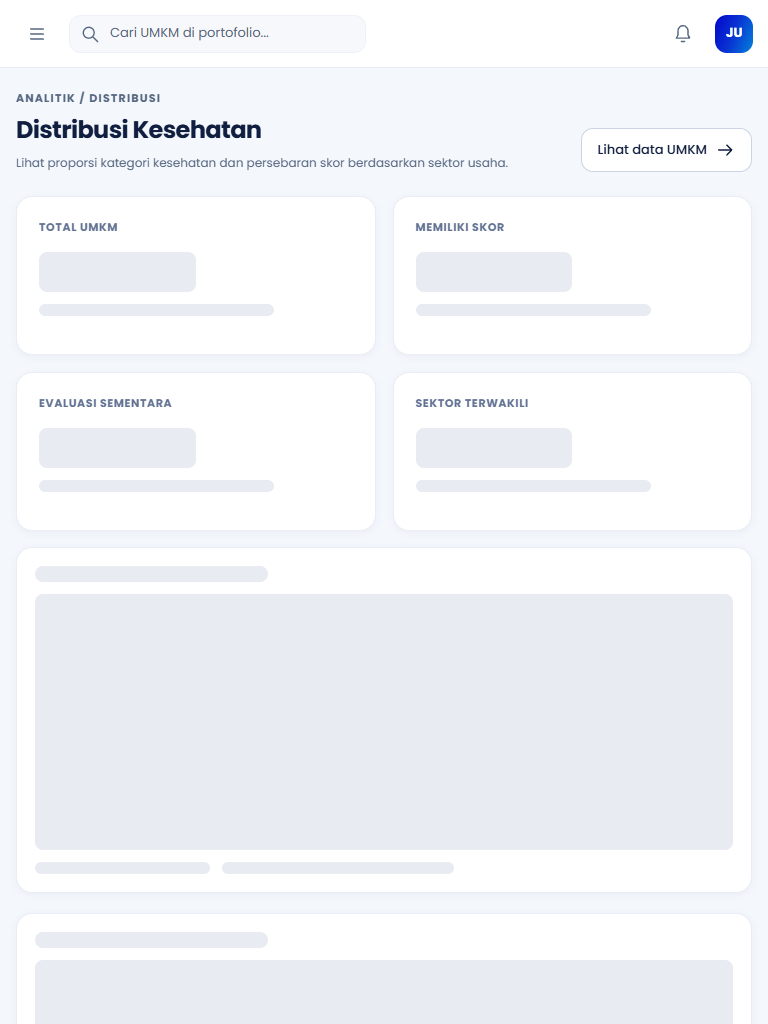 Cari UMKM di portofolio...
JU
ANALITIK / DISTRIBUSI
Distribusi Kesehatan
Lihat proporsi kategori kesehatan dan persebaran skor berdasarkan sektor usaha.
Lihat data UMKM
TOTAL UMKM
MEMILIKI SKOR
EVALUASI SEMENTARA
SEKTOR TERWAKILI